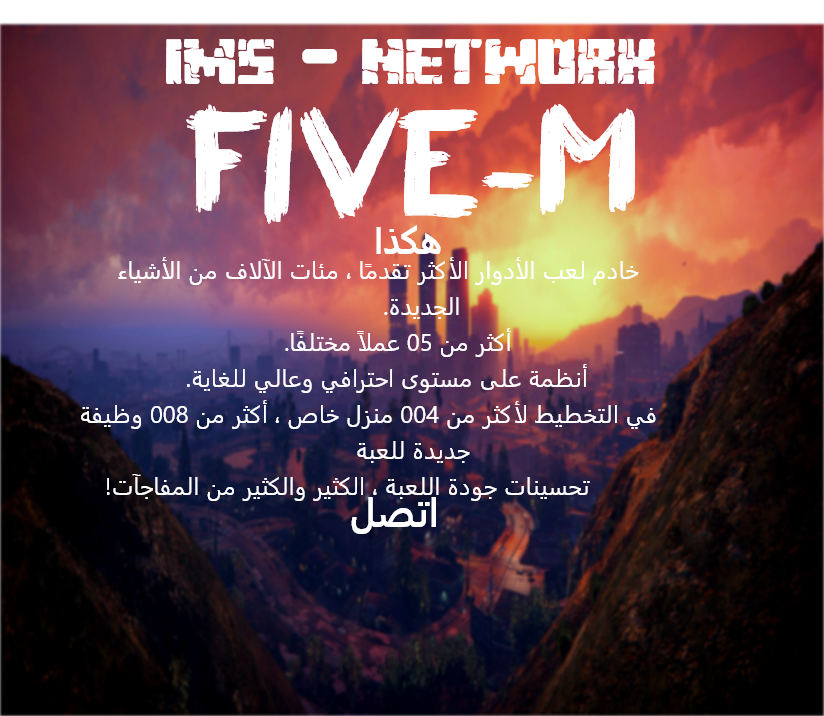 IMS - NETWORK
FIVE-M
هكذا
خادم لعب الأدوار الأكثر تقدمًا ، مئات الآلاف من الأشياء
الجديدة.
أكثر من 05 عملاً مختلفًا.
أنظمة على مستوى احترافي وعالي للغاية.
في التخطيط لأكثر من 004 منزل خاص ، أكثر من 008 وظيفة
جديدة للعبة
تحسينات جودة اللعبة ، الكثير والكثير من المفاجآت!
اتصل